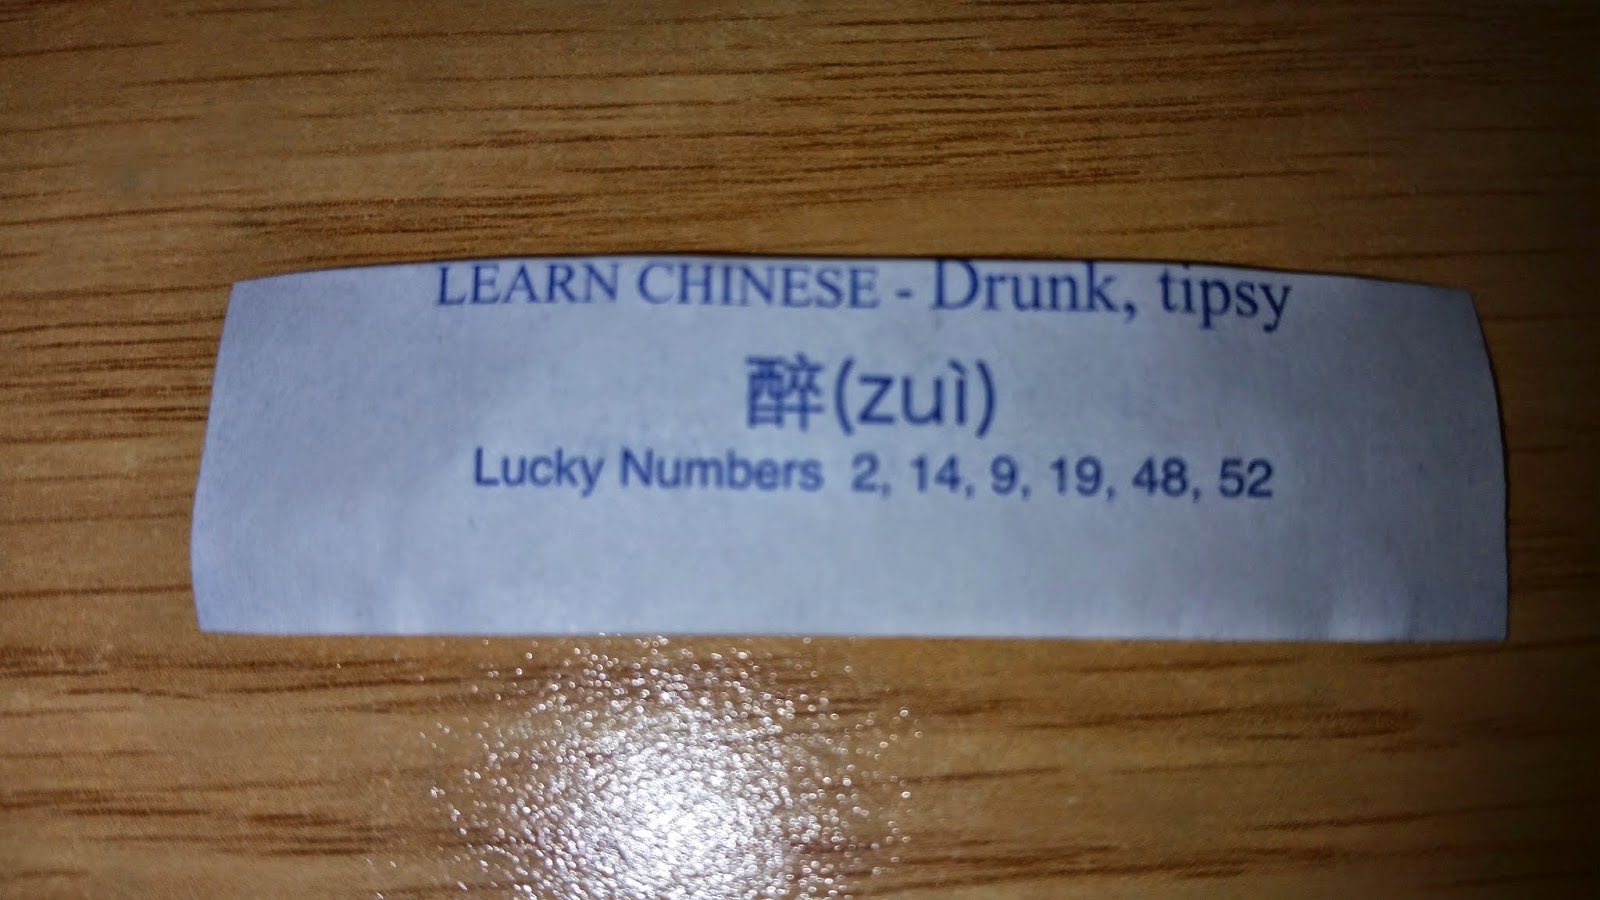 LEARN CHINESE - Drunk, tipsy
醉(zuì)
Lucky Numbers 2, 14, 9, 19, 48, 52